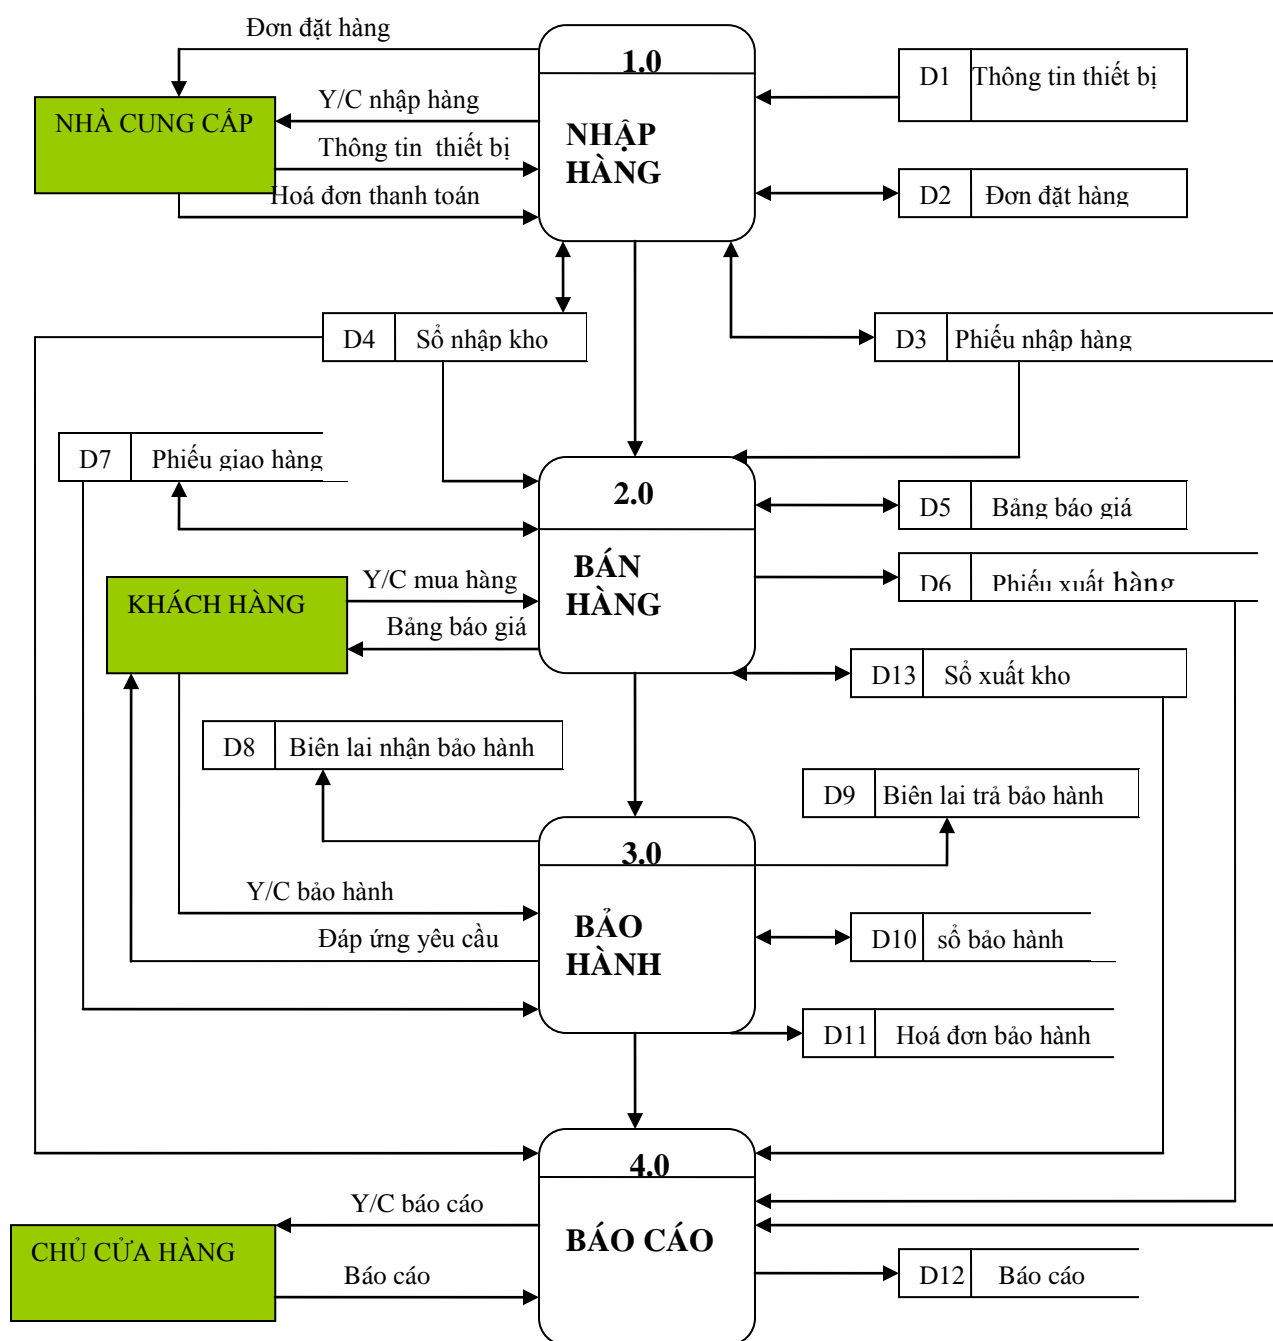 Đơn đặt hàng
1.0
D1 Thông tin thiết bị
Y/C nhập hàng
NHÀ CUNG CẤP
NHẬP
HÀNG
Thông tin thiết bị
Hoá đơn thanh toán
D2 Đơn đặt hàng
D4 Sổ nhập kho
D3 Phiếu nhập hàng
D7 Phiếu giao hàng
2.0
D5 Bảng báo giá
BÁN
HÀNG
Y/C mua hàng
D6 Phiếu xuất hàng
KHÁCH HÀNG
Bảng báo giá
D13 Sổ xuất kho
D8 Biên lai nhận bảo hành
D9 Biên lai trả bảo hành
3.0
Y/C bảo hành
BẢO
HÀNH
Đáp ứng yêu cầu
D10 sổ bảo hành
D11 Hoá đơn bảo hành
4.0
Y/C báo cáo
BÁO CÁO
CHỦ CỬA HÀNG
Báo cáo
D12 Báo cáo